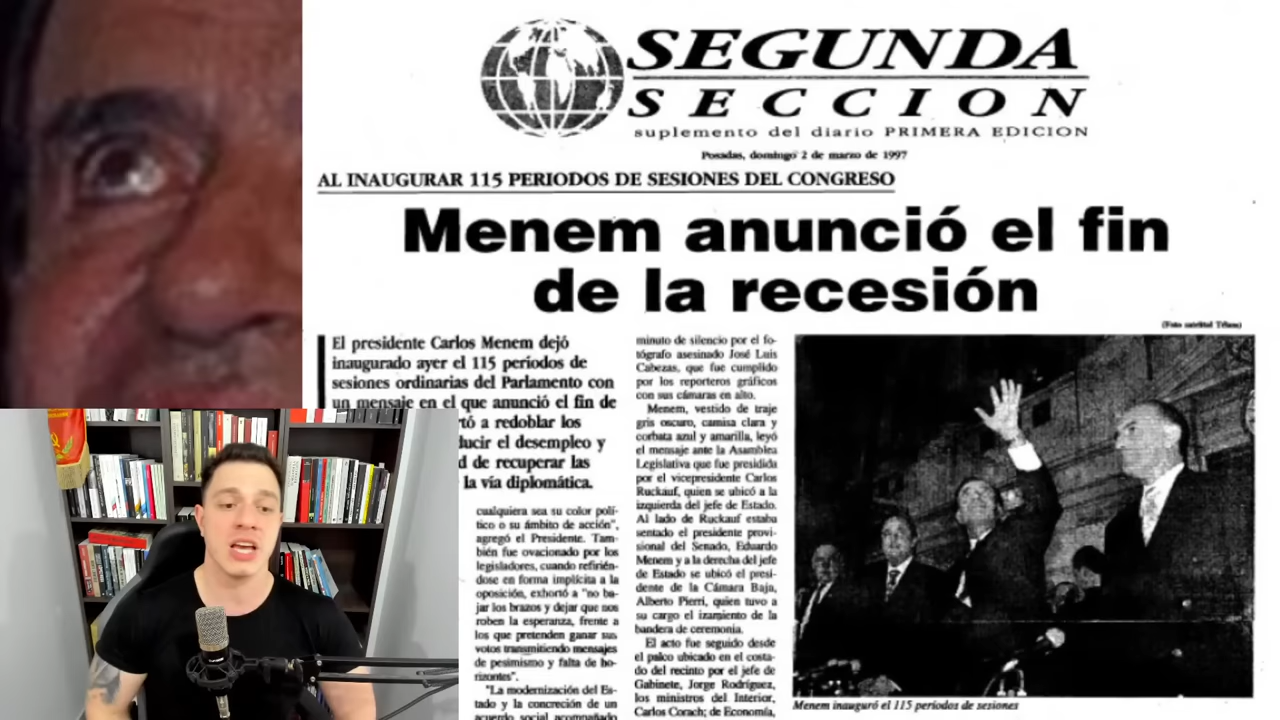 SEGUNDA
SECCION
suplemento del diario PRIMERA EDICION
Posadas, domingo 2 de marzo de 1997
AL INAUGURAR 115 PERIODOS DE SESIONES DEL CONGRESO
Menem anunció el fin
de la recesión
(Foto satelital Télam)
El presidente Carlos Menem dejó
inaugurado ayer el 115 períodos de
sesiones ordinarias del Parlamento con
un mensaje en el que anunció el fin de
tó a redoblar los
ducir el desempleo y
d de recuperar las
la vía diplomática.
cualquiera sea su color polí-
tico o su ámbito de acción",
agregó el Presidente. Tam-
bién fue ovacionado por los
legisladores, cuando refirién-
dose en forma implícita a la
oposición, exhortó a "no ba-
jar los brazos y dejar que nos
roben la esperanza, frente a
los que pretenden ganar sus
votos transmitiendo mensajes
de pesimismo y falta de ho-
rizontes".
"La modernización del Es-
tado y la concreción de un
acuerdo social acompañado
minuto de silencio por el fo-
tógrafo asesinado José Luis
Cabezas, que fue cumplido
por los reporteros gráficos
con sus cámaras en alto.
Menem, vestido de traje
gris oscuro, camisa clara y
corbata azul y amarilla, leyó
el mensaje ante la Asamblea
Legislativa que fue presidida
por el vicepresidente Carlos
Ruckauf, quien se ubicó a la
izquierda del jefe de Estado.
Al lado de Ruckauf estaba
sentado el presidente provi-
sional del Senado, Eduardo
Menem y a la derecha del jefe
de Estado se ubicó el presi-
dente de la Cámara Baja,
Alberto Pierri, quien tuvo a
su cargo el izamiento de la
bandera de ceremonia.
El acto fue seguido desde
el palco ubicado en el costa-
do del recinto por el jefe de
Gabinete, Jorge Rodríguez,
los ministros del Interior,
Carlos Corach; de Economía,
Menem inauguró el 115 períodos de sesiones